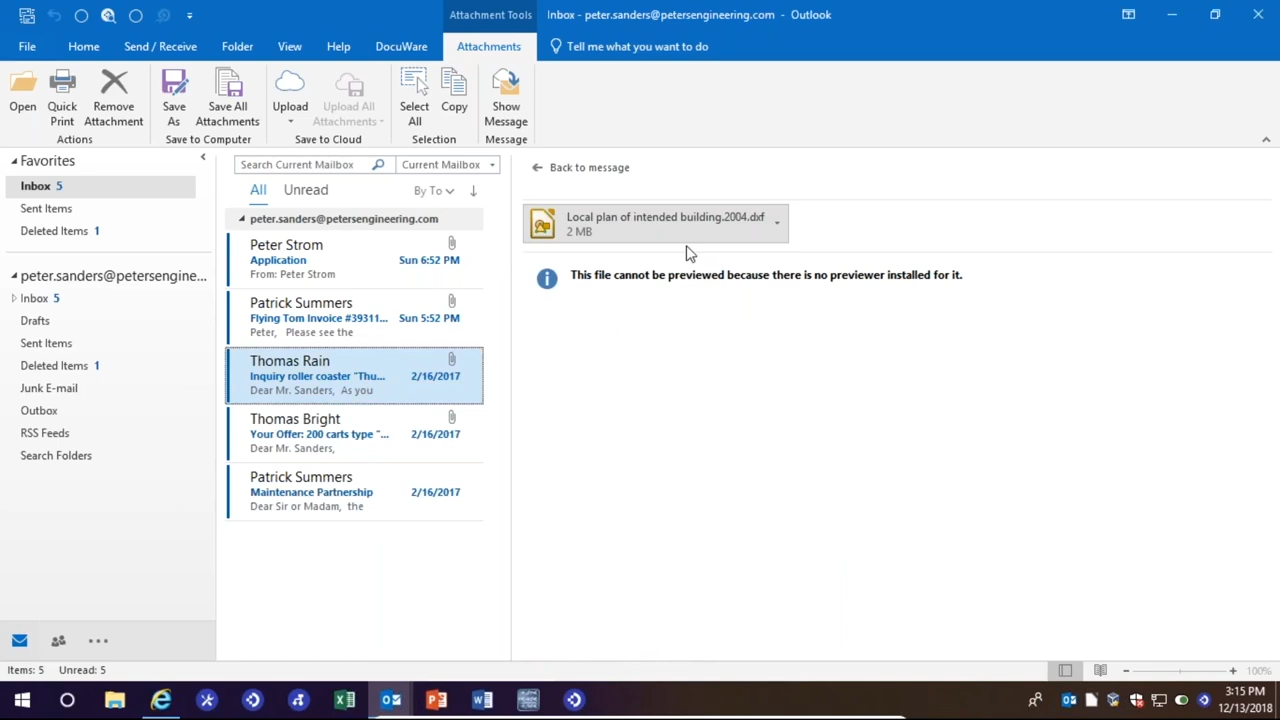 Attachment Tools
Inbox - peter.sanders@petersengineering.com - Outlook
File
Home
Send / Receive
Folder
View
Help
DocuWare
Attachments
Tell me what you want to do
Open
Quick
Print
Remove
Attachment
Save
As
Save All
Attachments
Upload
Upload All
Attachments
Select
All
Copy
Show
Message
Actions
Save to Computer
Save to Cloud
Selection
Message
Favorites
Inbox 5
Sent Items
Deleted Items 1
peter.sanders@petersengine...
Inbox 5
Drafts
Sent Items
Deleted Items 1
Junk E-mail
Outbox
RSS Feeds
Search Folders
Search Current Mailbox
Current Mailbox
All
Unread
By To
peter.sanders@petersengineering.com
Peter Strom
Application Sun 6:52 PM
From: Peter Strom
Patrick Summers
Flying Tom Invoice #39311... Sun 5:52 PM
Peter, Please see the
Thomas Rain
Inquiry roller coaster "Thu... 2/16/2017
Dear Mr. Sanders, As you
Thomas Bright
Your Offer: 200 carts type "... 2/16/2017
Dear Mr. Sanders,
Patrick Summers
Maintenance Partnership 2/16/2017
Dear Sir or Madam, the
Back to message
Local plan of intended building.2004.dxf
2 MB
This file cannot be previewed because there is no previewer installed for it.
Items: 5 Unread: 5
100%
3:15 PM
12/13/2018